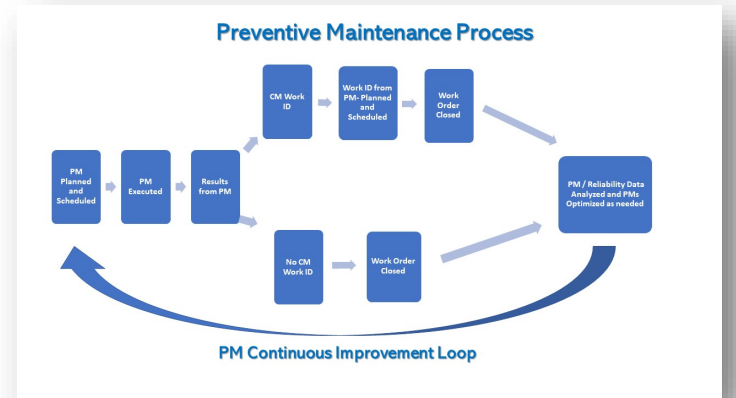 Preventive Maintenance Process
CM Work
ID
Work ID from
PM- Planned
and
Scheduled
Work
Order
Closed
PM
Planned
and
Scheduled
PM
Executed
Results
from PM
PM / Reliability Data
Analyzed and PMs
Optimized as needed
No CM
Work ID
Work Order
Closed
PM Continuous Improvement Loop